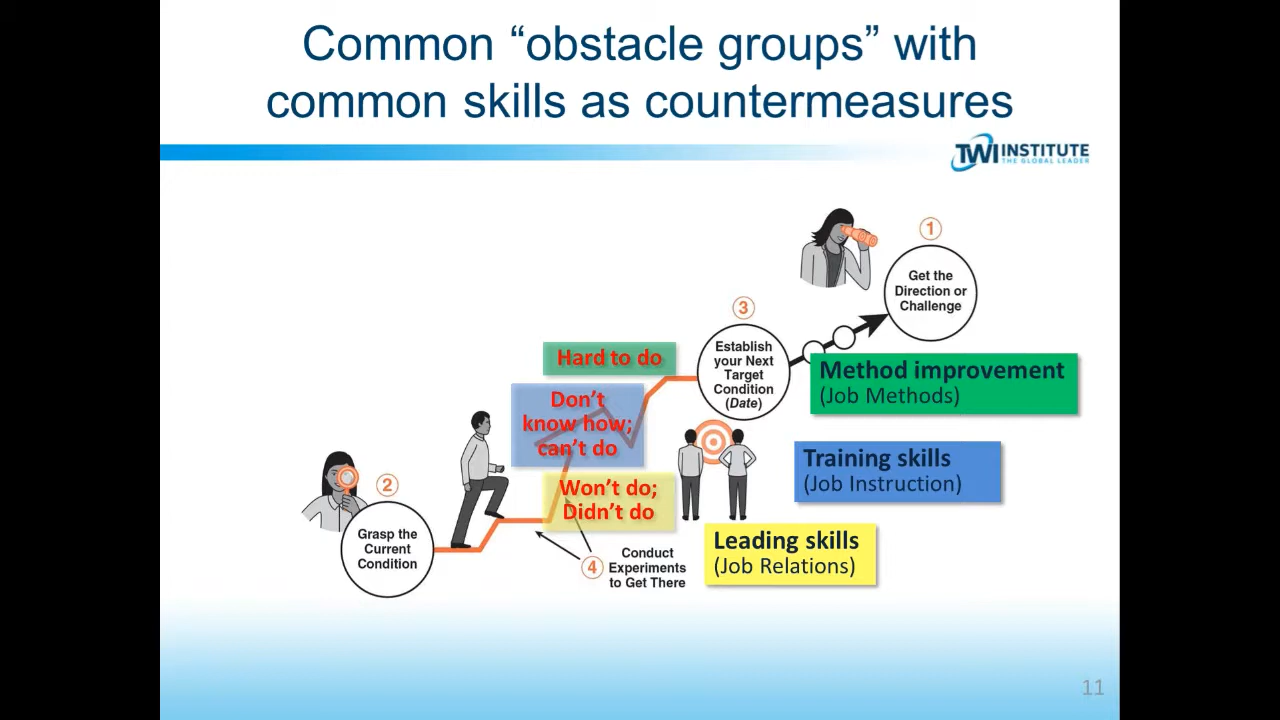 Common “obstacle groups” with
common skills as countermeasures
TWI INSTITUTE
THE GLOBAL LEADER
1
Get the
Direction or
Challenge
3
Establish
your Next
Target
Condition
(Date)
Hard to do
Method improvement
(Job Methods)
Don’t
know how;
can’t do
Training skills
(Job Instruction)
Won’t do;
Didn’t do
2
Grasp the
Current
Condition
4
Conduct
Experiments
to Get There
Leading skills
(Job Relations)
11